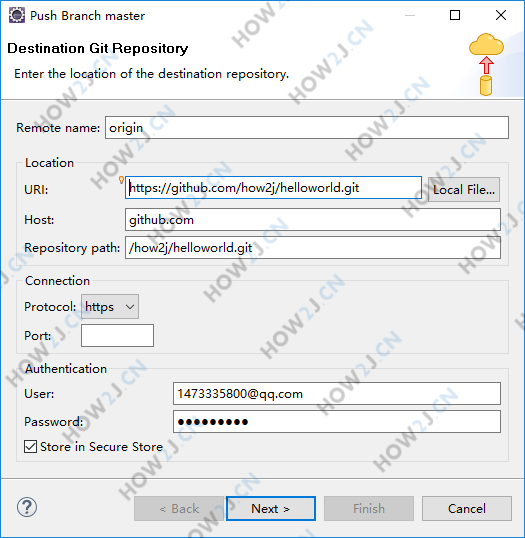 Push Branch master
Destination Git Repository
Enter the location of the destination repository.
Remote name: origin
Location
URI: https://github.com/how2j/helloworld.git Local File...
Host: github.com
Repository path: /how2j/helloworld.git
Connection
Protocol: https
Port:
Authentication
User: 1473335800@qq.com
Password: ●●●●●●●●●
Store in Secure Store
? < Back Next > Finish Cancel
HOW2J.CN